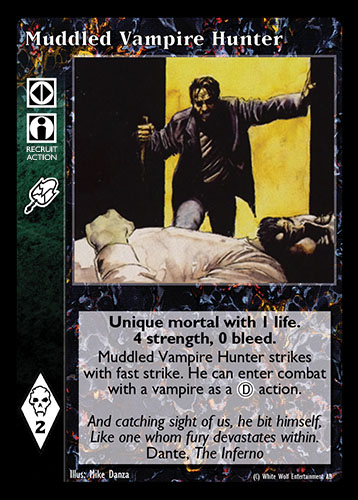 Muddled Vampire Hunter
RECRUIT
ACTION
Unique mortal with 1 life.
4 strength, 0 bleed.
Muddled Vampire Hunter strikes
with fast strike. He can enter combat
with a vampire as a Ⓓ action.
And catching sight of us, he bit himself,
Like one whom fury devastates within.
Dante, The Inferno
2
Illus: Mike Danza
(C) White Wolf Entertainment AB